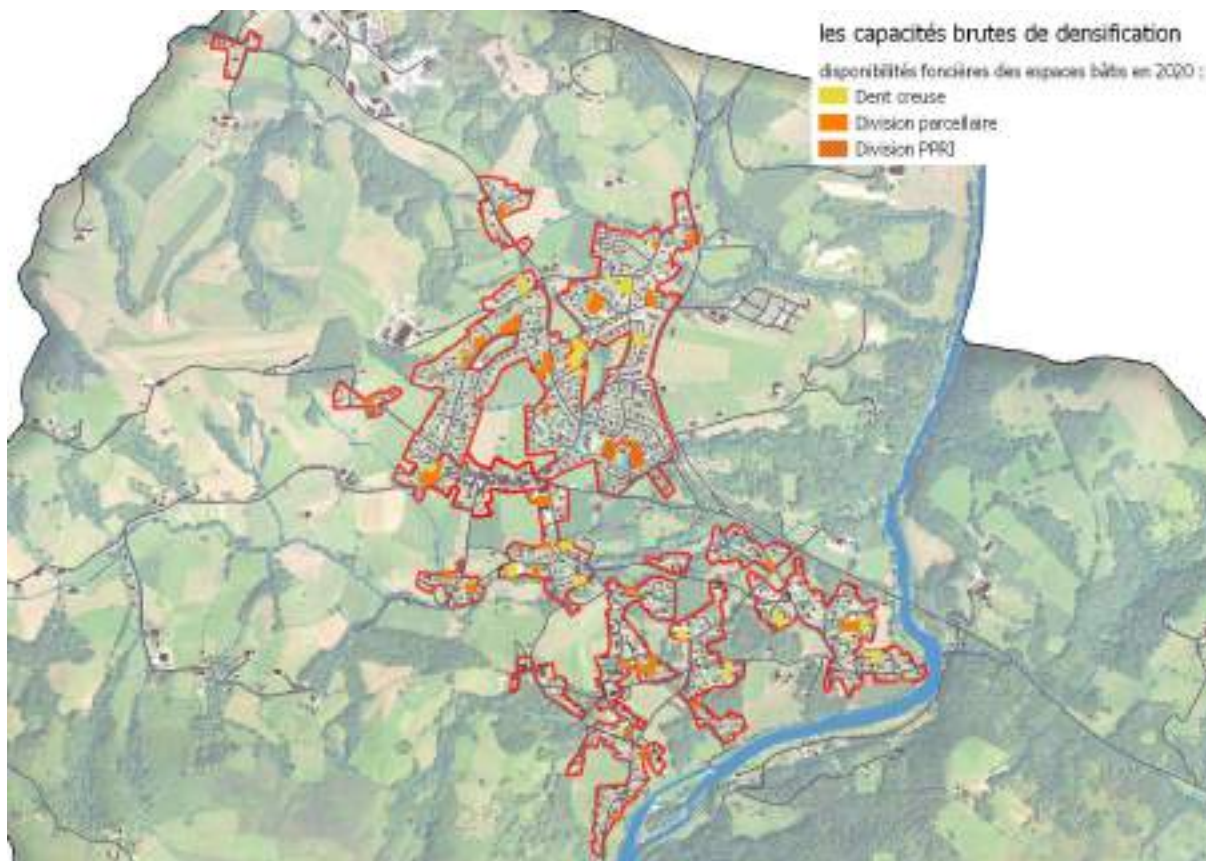 les capacités brutes de densification
disponibilités foncières des espaces bâtis en 2020 :
Dent creuse
Division parcellaire
Division PPRI